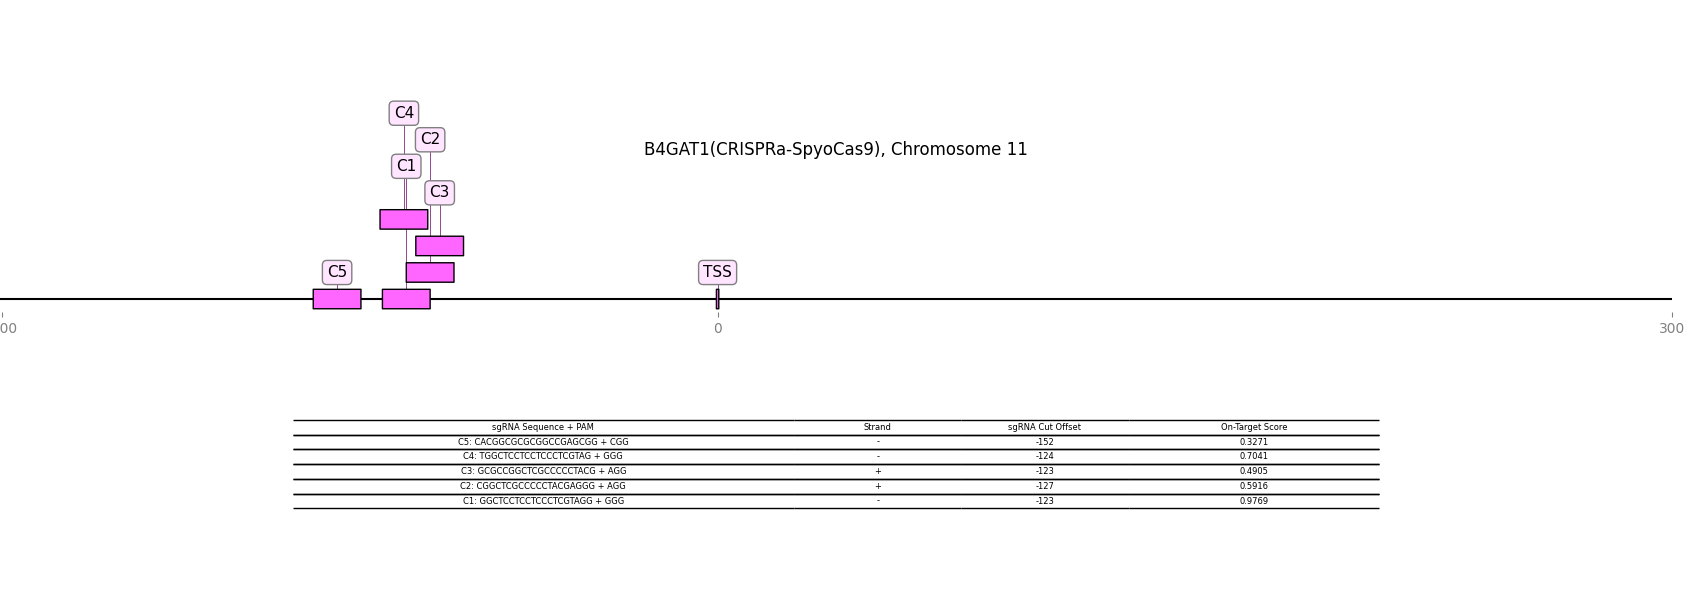 C4
C2
B4GAT1(CRISPRa-SpyoCas9), Chromosome 11
C1
C3
C5
TSS
00
0
300
sgRNA Sequence + PAM Strand sgRNA Cut Offset On-Target Score
C5: CACGGCGCGCGGCCGAGCGG + CGG - -152 0.3271
C4: TGGCTCCTCCTCCCTCGTAG + GGG - -124 0.7041
C3: GCGCCGGCTCGCCCCCTACG + AGG + -123 0.4905
C2: CGGCTCGCCCCCTACGAGGG + AGG + -127 0.5916
C1: GGCTCCTCCTCCCTCGTAGG + GGG - -123 0.9769